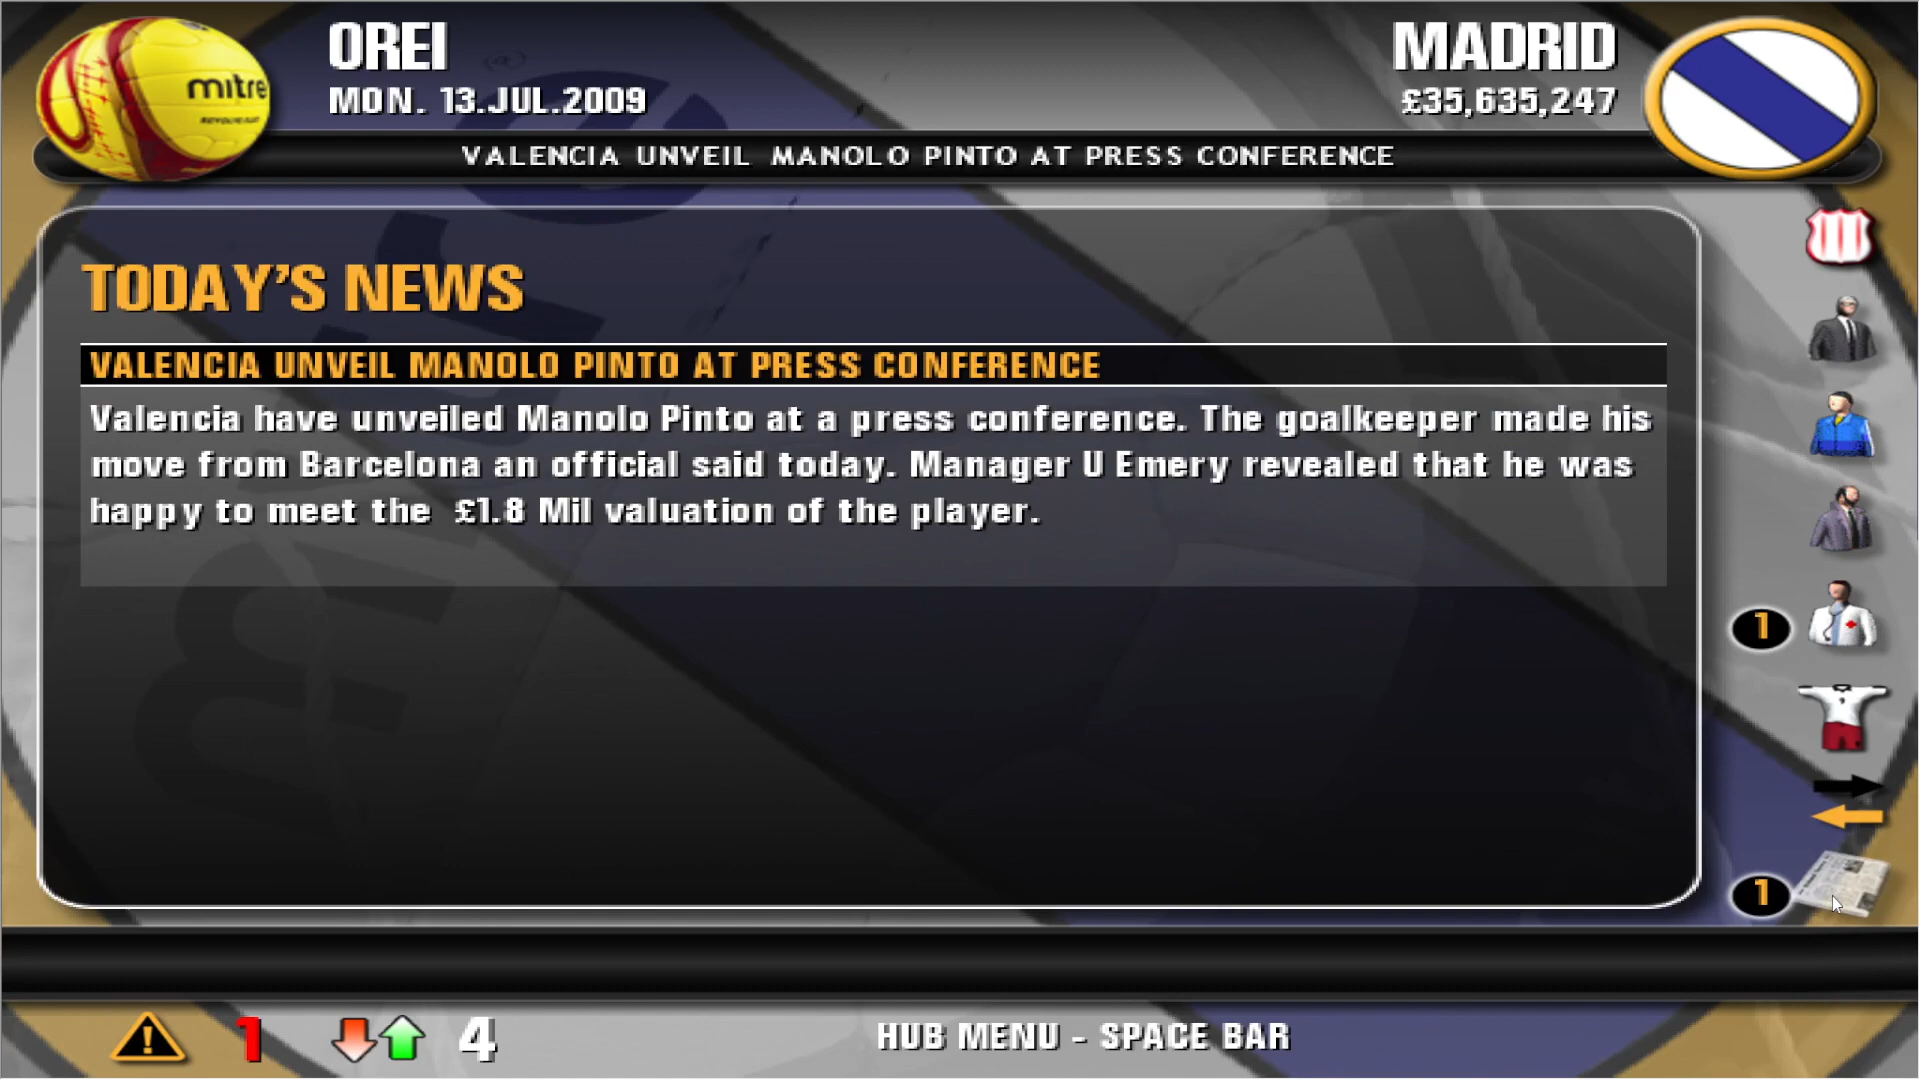 mitre
OREI
MON. 13.JUL.2009
MADRID
£35,635,247
VALENCIA UNVEIL MANOLO PINTO AT PRESS CONFERENCE
TODAY'S NEWS
VALENCIA UNVEIL MANOLO PINTO AT PRESS CONFERENCE
Valencia have unveiled Manolo Pinto at a press conference. The goalkeeper made his
move from Barcelona an official said today. Manager U Emery revealed that he was
happy to meet the £1.8 Mil valuation of the player.
1
1
1
4
HUB MENU - SPACE BAR